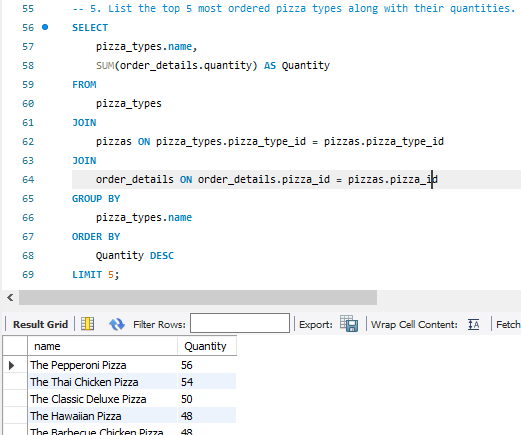 55 -- 5. List the top 5 most ordered pizza types along with their quantities.
56 SELECT
57 pizza_types.name,
58 SUM(order_details.quantity) AS Quantity
59 FROM
60 pizza_types
61 JOIN
62 pizzas ON pizza_types.pizza_type_id = pizzas.pizza_type_id
63 JOIN
64 order_details ON order_details.pizza_id = pizzas.pizza_id
65 GROUP BY
66 pizza_types.name
67 ORDER BY
68 Quantity DESC
69 LIMIT 5;
Result Grid Filter Rows: Export: Wrap Cell Content: Fetch
name Quantity
The Pepperoni Pizza 56
The Thai Chicken Pizza 54
The Classic Deluxe Pizza 50
The Hawaiian Pizza 48
The Barbecue Chicken Pizza 48